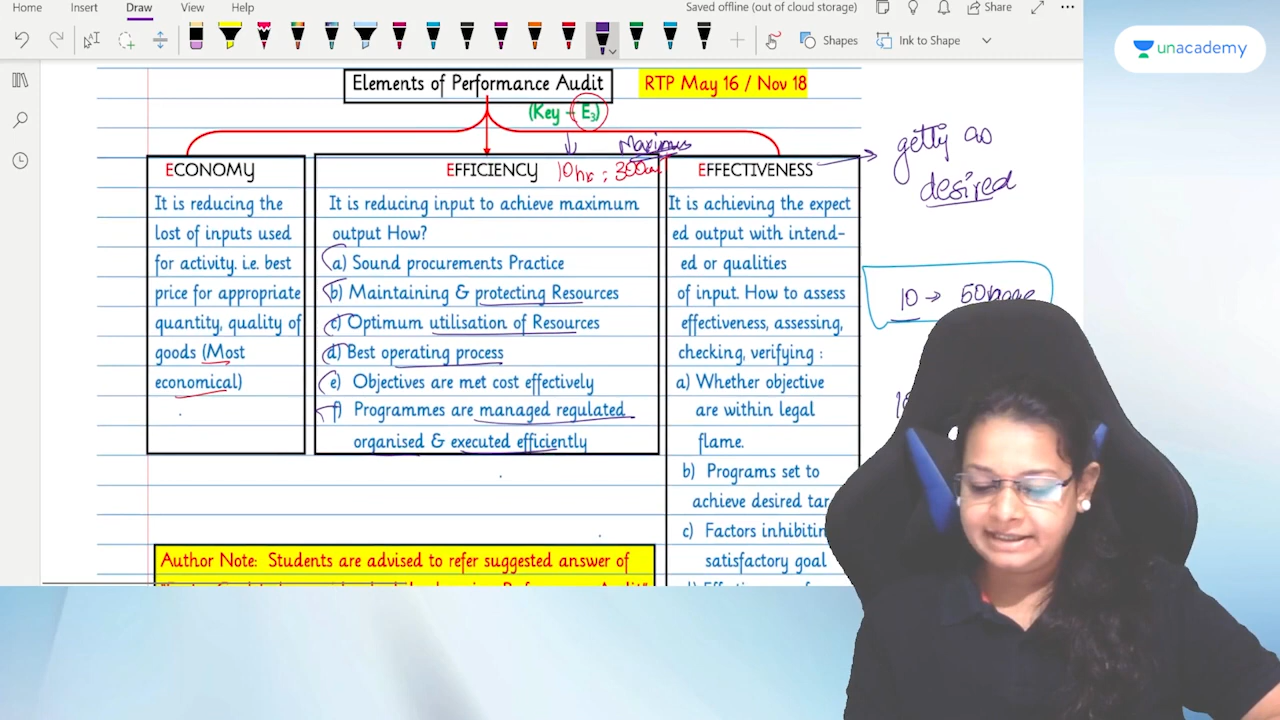 Home Insert Draw View Help
Saved offline (out of cloud storage)
Share
Shapes
Ink to Shape
unacademy
Elements of Performance Audit
RTP May 16 / Nov 18
(Key - E3)
Maximus
10hr : 300
ECONOMY
It is reducing the
lost of inputs used
for activity. i.e. best
price for appropriate
quantity, quality of
goods (Most
economical)
EFFICIENCY
It is reducing input to achieve maximum
output How?
a) Sound procurements Practice
b) Maintaining & protecting Resources
c) Optimum utilisation of Resources
d) Best operating process
e) Objectives are met cost effectively
f) Programmes are managed regulated
organised & executed efficiently
EFFECTIVENESS
It is achieving the expect
ed output with intend-
ed or qualities
of input. How to assess
effectiveness, assessing,
checking, verifying :
a) Whether objective
are within legal
flame.
b) Programs set to
achieve desired tar
c) Factors inhibitin
satisfactory goal
getty as
desired
10 → 50
Author Note: Students are advised to refer suggested answer of